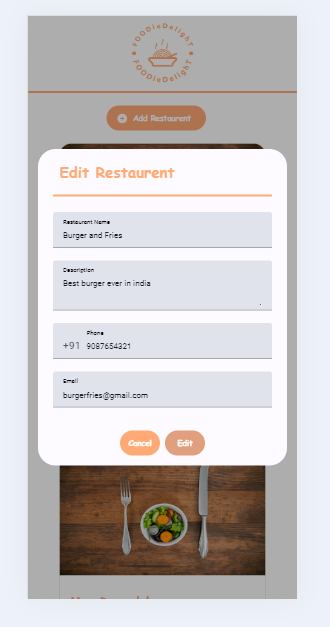 FOODieDelighT
FOODieDelighT
Add Restaurent
Edit Restaurent
Restaurant Name
Burger and Fries
Description
Best burger ever in india
Phone
+91 9087654321
Email
burgerfries@gmail.com
Cancel Edit